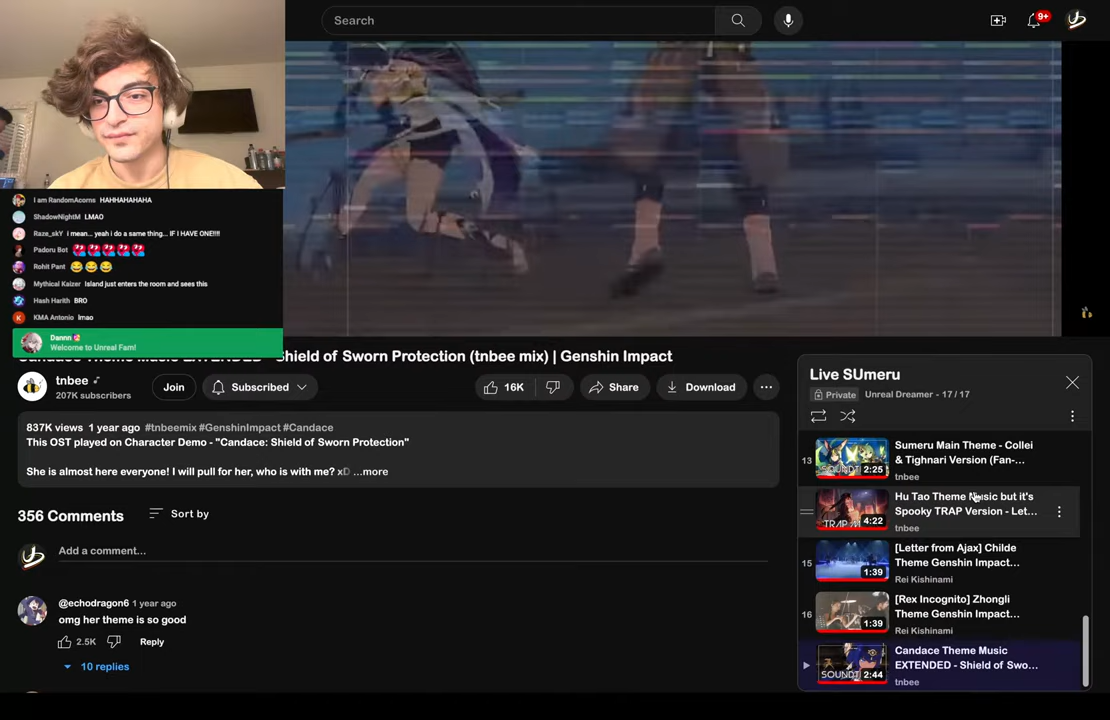 Search
9+
I am RandomAcorns HAHHAHAHAHA
ShadowNightM LMAO
Raze_skY i mean... yeah i do a same thing... IF I HAVE ONE!!!!
Padoru Bot
Rohit Pant
Mythical Kaizer Island just enters the room and sees this
Hash Harith BRO
KMA Antonio lmao
Dannn
Welcome to Unreal Fam!
Shield of Sworn Protection (tnbee mix) | Genshin Impact
tnbee
207K subscribers
Join
Subscribed
16K
Share
Download
837K views 1 year ago #tnbeemix #GenshinImpact #Candace
This OST played on Character Demo - "Candace: Shield of Sworn Protection"
She is almost here everyone! I will pull for her, who is with me? xD ...more
356 Comments
Sort by
Add a comment...
@echodragon6 1 year ago
omg her theme is so good
2.5K
Reply
10 replies
Live SUmeru
Private Unreal Dreamer - 17 / 17
13
SOUNDT
2:25
Sumeru Main Theme - Collei
& Tighnari Version (Fan-...
tnbee
TRAP M
4:22
Hu Tao Theme Music but it's
Spooky TRAP Version - Let...
tnbee
15
1:39
[Letter from Ajax] Childe
Theme Genshin Impact...
Rei Kishinami
16
1:39
[Rex Incognito] Zhongli
Theme Genshin Impact...
Rei Kishinami
SOUNDT
2:44
Candace Theme Music
EXTENDED - Shield of Swo...
tnbee